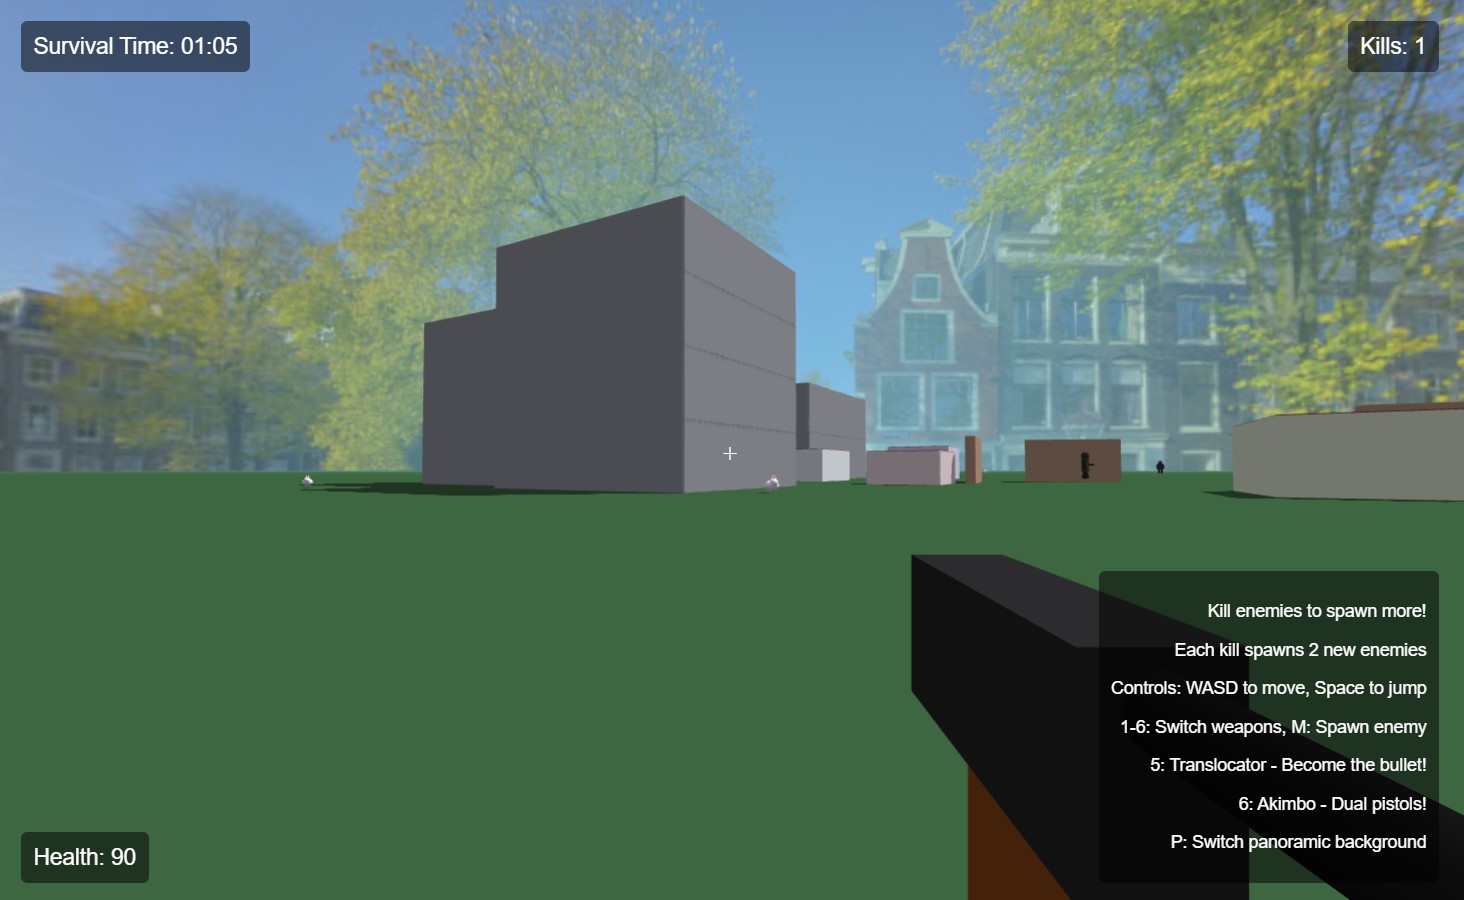 Survival Time: 01:05
Kills: 1
Kill enemies to spawn more!
Each kill spawns 2 new enemies
Controls: WASD to move, Space to jump
1-6: Switch weapons, M: Spawn enemy
5: Translocator - Become the bullet!
6: Akimbo - Dual pistols!
P: Switch panoramic background
Health: 90